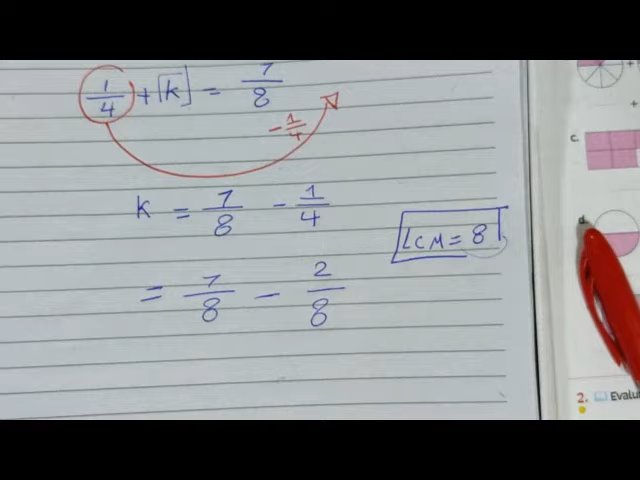 1/4 + k = 7/8
- 1/4
k = 7/8 - 1/4
LCM = 8
= 7/8 - 2/8
c.
d.
2. Evalu